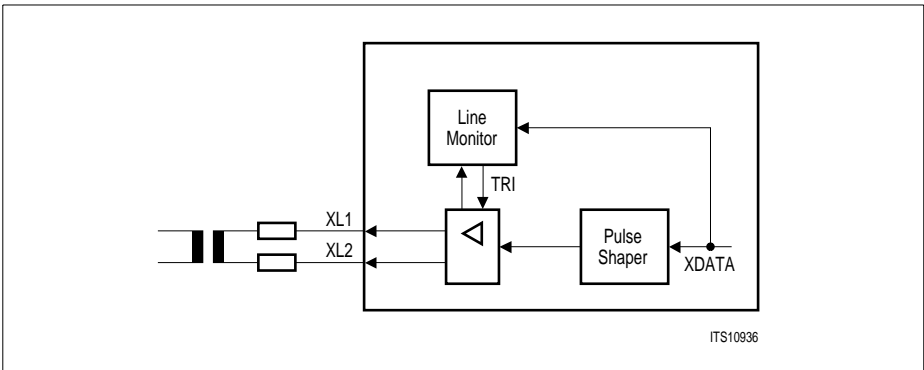 Line
Monitor
TRI
XL1
XL2
Pulse
Shaper
XDATA
ITS10936